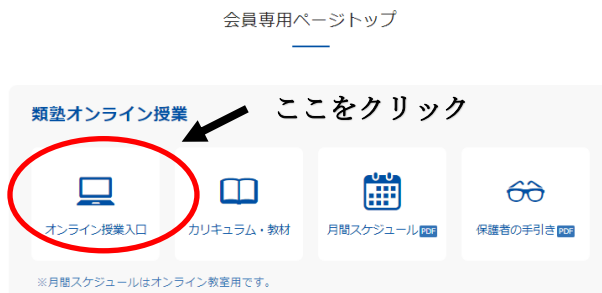 会員専用ページトップ
類塾オンライン授業
ここをクリック
オンライン授業入口
カリキュラム・教材
月間スケジュール PDF
保護者の手引き PDF
※月間スケジュールはオンライン教室用です。